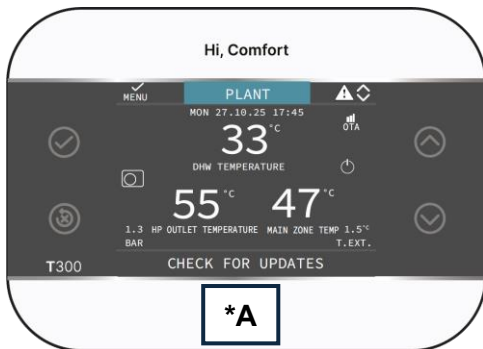 Hi, Comfort
MENU PLANT
MON 27.10.25 17:45
OTA
33°C
DHW TEMPERATURE
55°C 47°C
1.3 HP OUTLET TEMPERATURE MAIN ZONE TEMP 1.5°C
BAR T.EXT.
T300 CHECK FOR UPDATES
*A